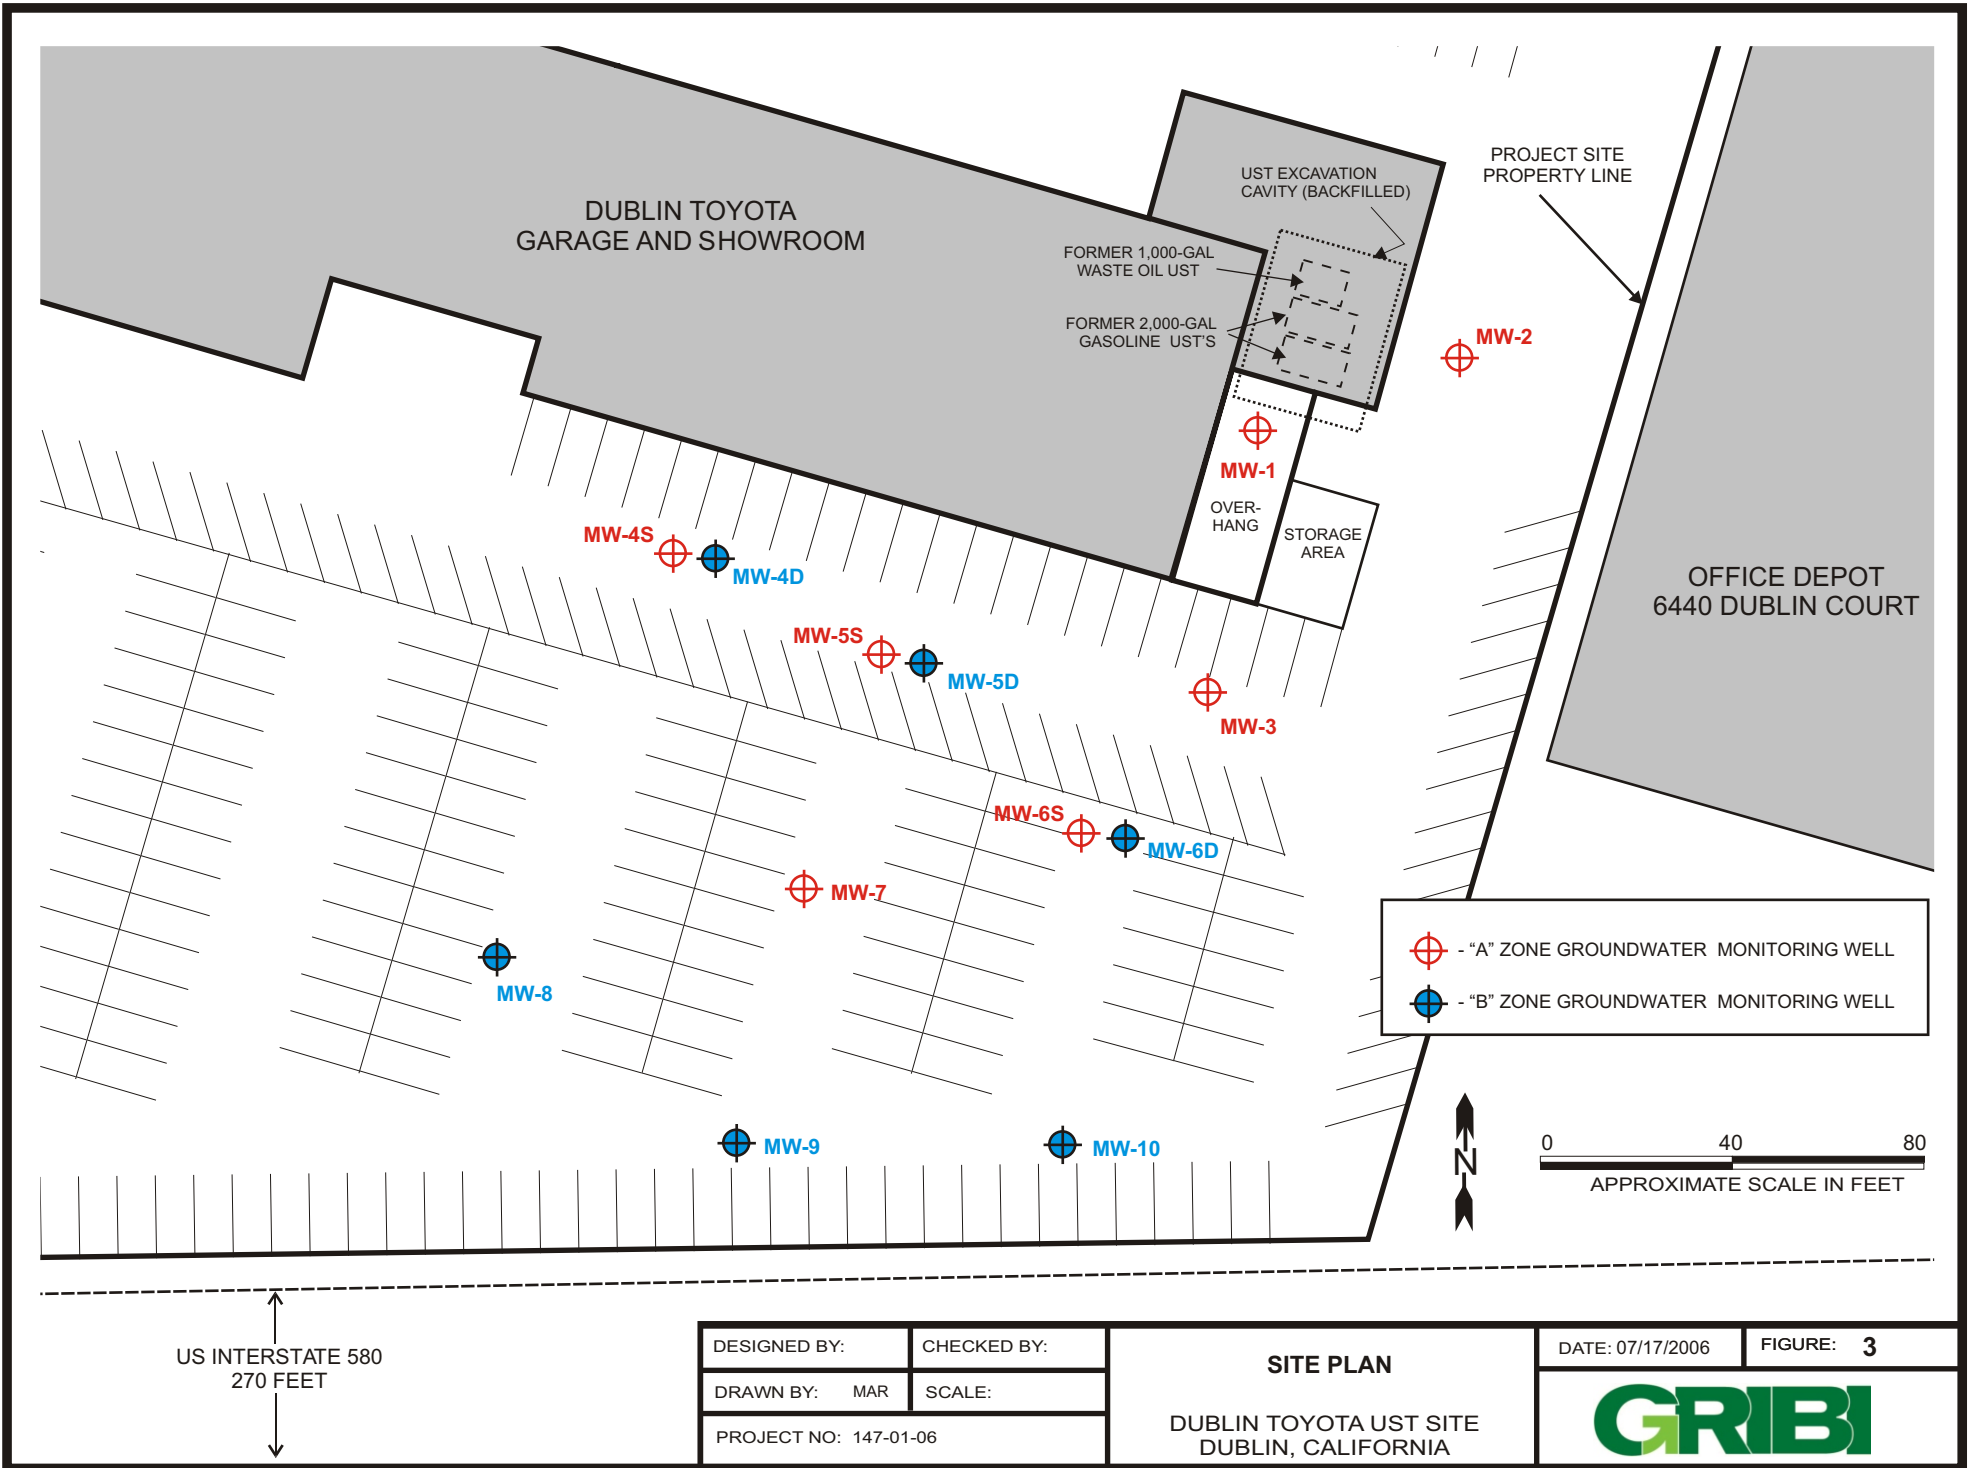 DUBLIN TOYOTA
GARAGE AND SHOWROOM
UST EXCAVATION
CAVITY (BACKFILLED)
PROJECT SITE
PROPERTY LINE
FORMER 1,000-GAL
WASTE OIL UST
FORMER 2,000-GAL
GASOLINE UST'S
MW-2
MW-1
OVER-
HANG
STORAGE
AREA
MW-4S
MW-4D
OFFICE DEPOT
6440 DUBLIN COURT
MW-5S
MW-5D
MW-3
MW-6S
MW-6D
MW-7
MW-8
- “A” ZONE GROUNDWATER MONITORING WELL
- “B” ZONE GROUNDWATER MONITORING WELL
MW-9
MW-10
N
0 40 80
APPROXIMATE SCALE IN FEET
US INTERSTATE 580
270 FEET
DESIGNED BY:
CHECKED BY:
DRAWN BY: MAR
SCALE:
PROJECT NO: 147-01-06
SITE PLAN
DUBLIN TOYOTA UST SITE
DUBLIN, CALIFORNIA
DATE: 07/17/2006
FIGURE: 3
GRIBI